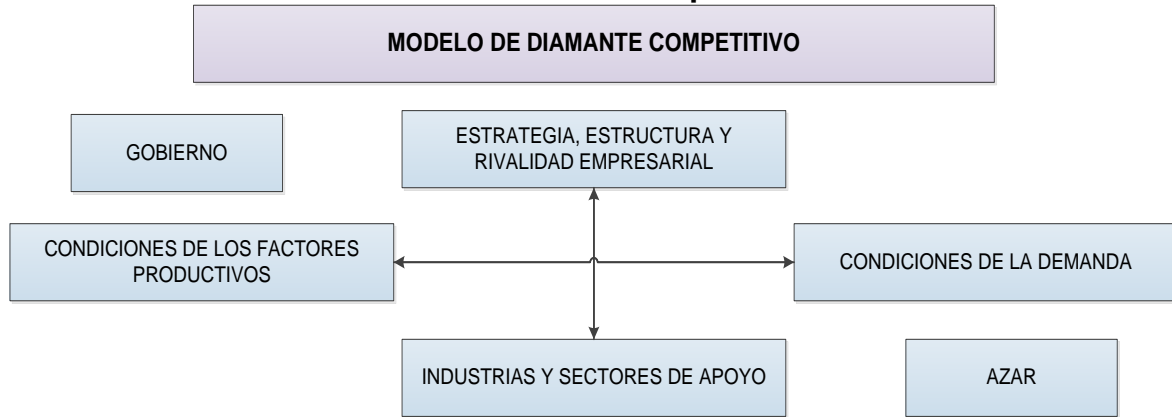 MODELO DE DIAMANTE COMPETITIVO
GOBIERNO
ESTRATEGIA, ESTRUCTURA Y
RIVALIDAD EMPRESARIAL
CONDICIONES DE LOS FACTORES
PRODUCTIVOS
CONDICIONES DE LA DEMANDA
INDUSTRIAS Y SECTORES DE APOYO
AZAR